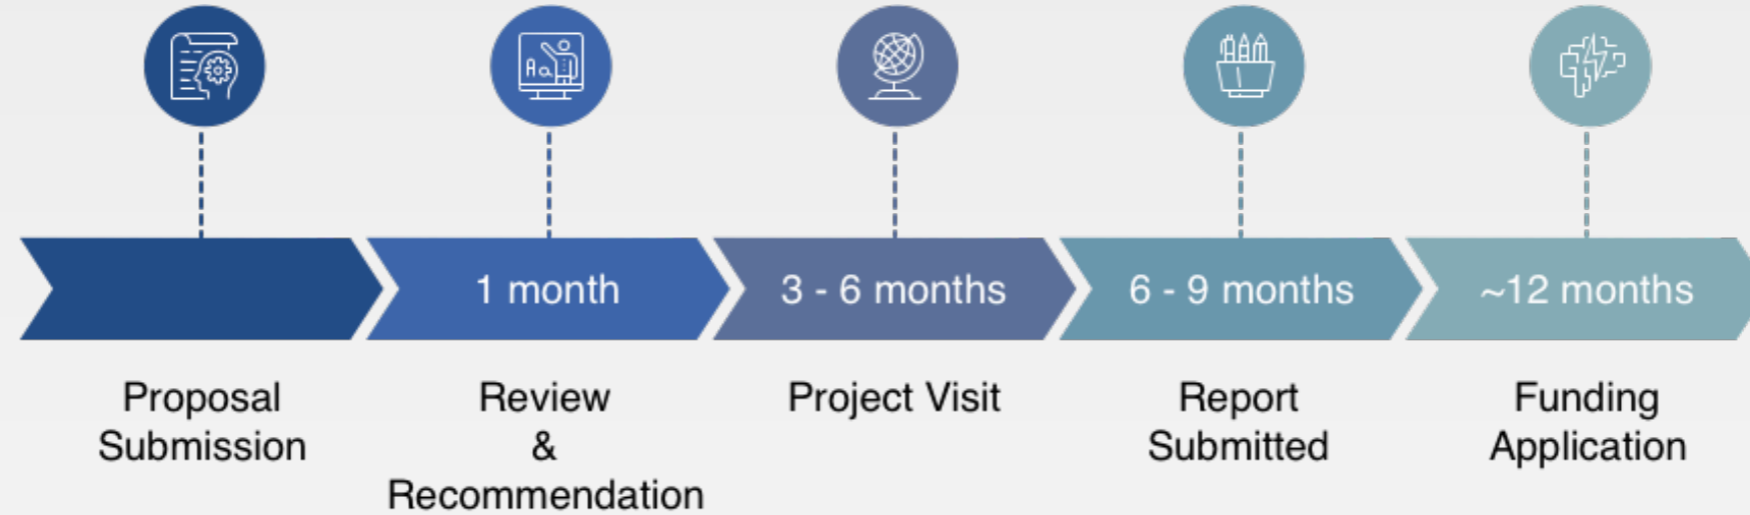 1 month
3 - 6 months
6 - 9 months
~12 months
Proposal
Submission
Review
&
Recommendation
Project Visit
Report
Submitted
Funding
Application